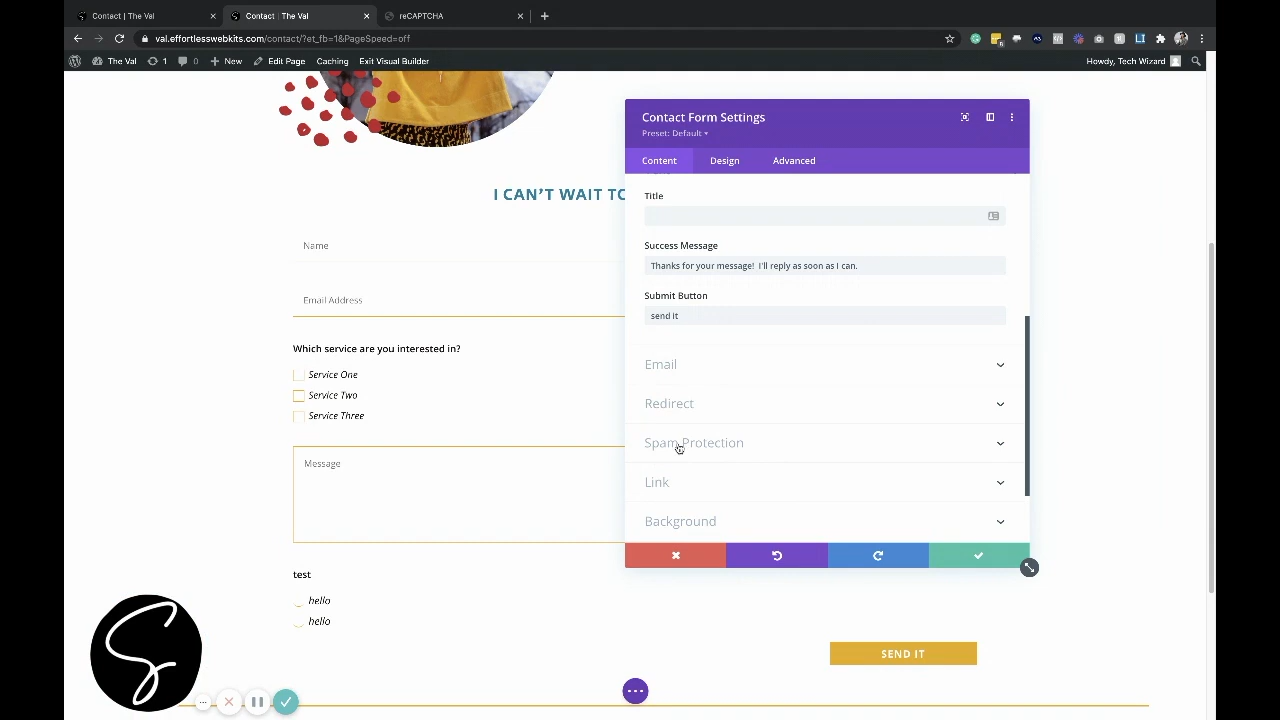 Contact | The Val
Contact | The Val
reCAPTCHA
val.effortlesswebkits.com/contact/?et_fb=1&PageSpeed=off
The Val
1
0
New
Edit Page
Caching
Exit Visual Builder
Howdy, Tech Wizard
Contact Form Settings
Preset: Default
Content
Design
Advanced
I CAN'T WAIT TO
Title
Name
Success Message
Thanks for your message! I'll reply as soon as I can.
Email Address
Submit Button
send it
Which service are you interested in?
Service One
Service Two
Service Three
Email
Redirect
Spam Protection
Message
Link
Background
test
hello
hello
SEND IT